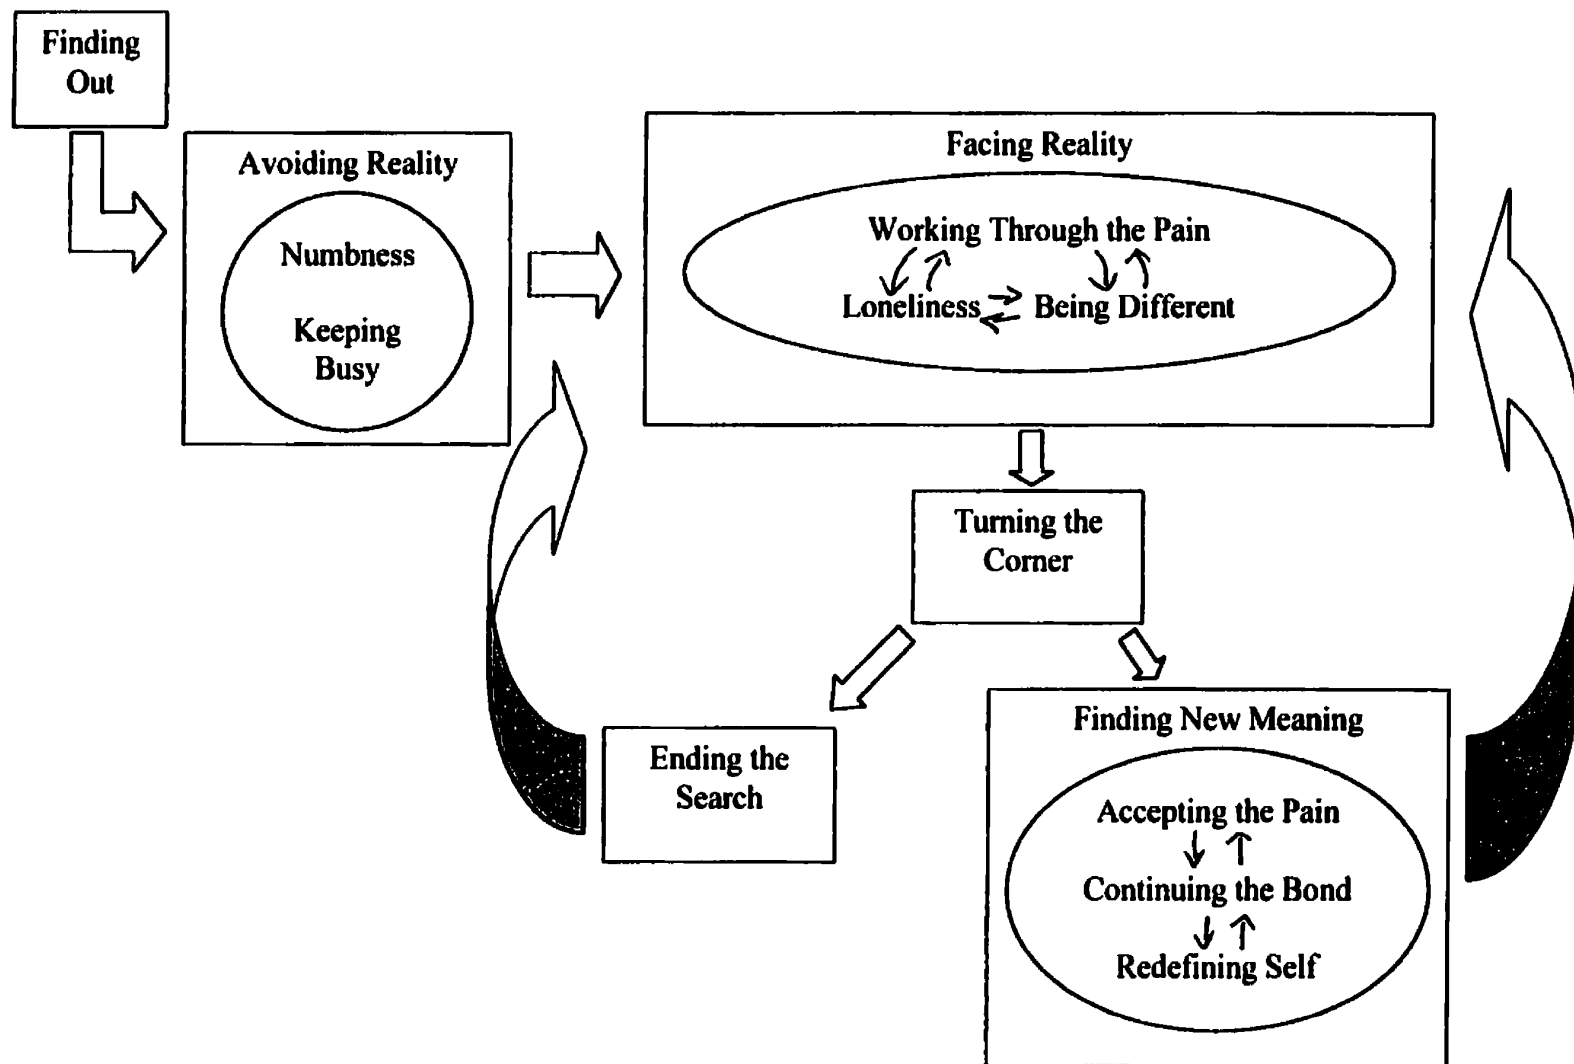 Finding
Out
Avoiding Reality
Numbness
Keeping
Busy
Facing Reality
Working Through the Pain
Loneliness
Being Different
Turning the
Corner
Ending the
Search
Finding New Meaning
Accepting the Pain
Continuing the Bond
Redefining Self